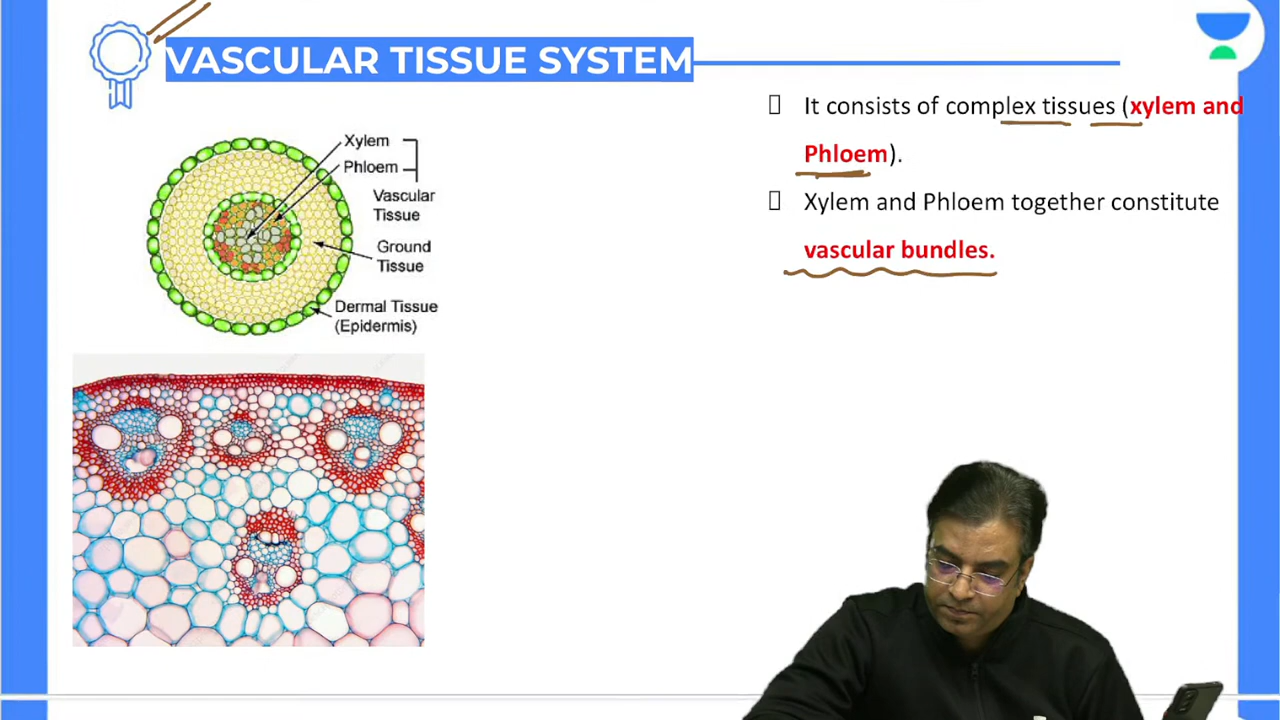 VASCULAR TISSUE SYSTEM
Xylem
Phloem
Vascular
Tissue
Ground
Tissue
Dermal Tissue
(Epidermis)
It consists of complex tissues (xylem and
Phloem).
Xylem and Phloem together constitute
vascular bundles.